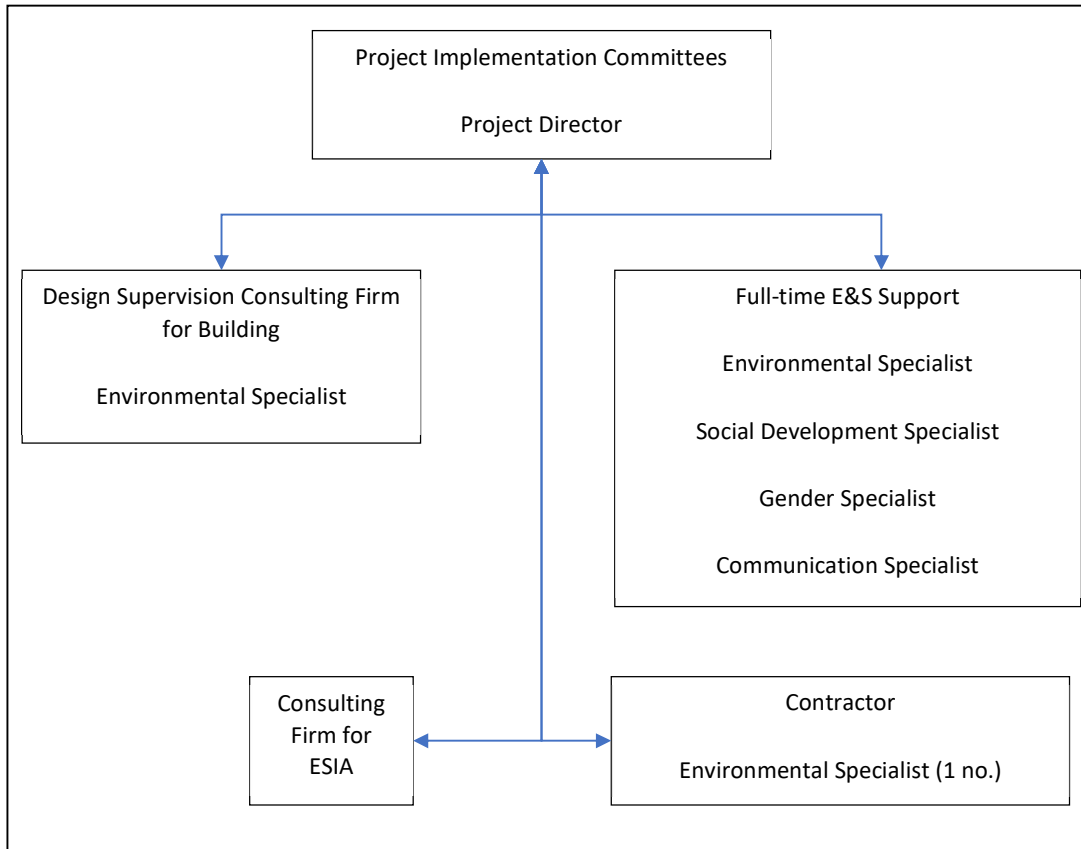 Project Implementation Committees
Project Director
Design Supervision Consulting Firm
for Building
Environmental Specialist
Full-time E&S Support
Environmental Specialist
Social Development Specialist
Gender Specialist
Communication Specialist
Consulting
Firm for
ESIA
Contractor
Environmental Specialist (1 no.)